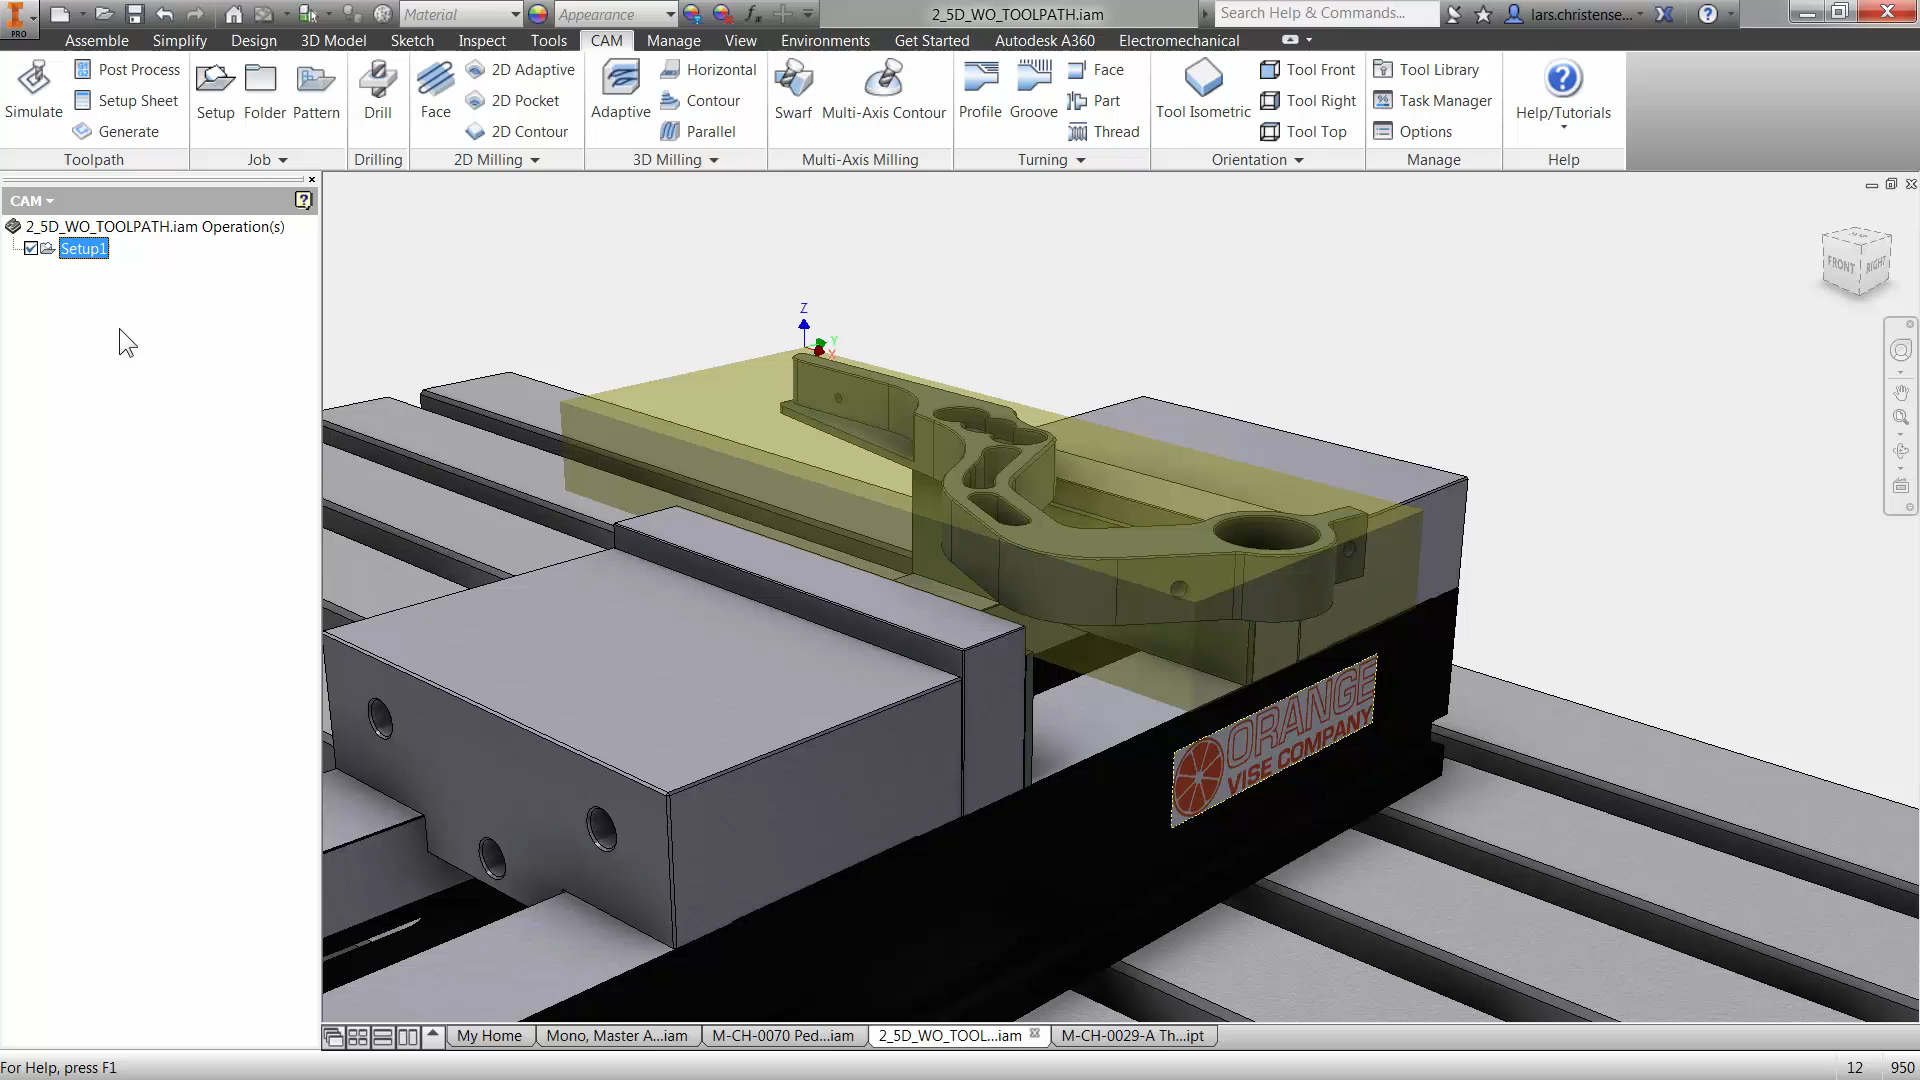 PRO
Material
Appearance
2_5D_WO_TOOLPATH.iam
Search Help & Commands...
lars.christense...
Assemble Simplify Design 3D Model Sketch Inspect Tools CAM Manage View Environments Get Started Autodesk A360 Electromechanical
Simulate
Post Process
Setup Sheet
Generate
Toolpath
Setup
Folder
Pattern
Job
Drill
Drilling
Face
2D Adaptive
2D Pocket
2D Contour
2D Milling
Adaptive
Horizontal
Contour
Parallel
3D Milling
Swarf
Multi-Axis Contour
Multi-Axis Milling
Profile
Groove
Face
Part
Thread
Turning
Tool Isometric
Tool Front
Tool Right
Tool Top
Orientation
Tool Library
Task Manager
Options
Manage
Help/Tutorials
Help
CAM
2_5D_WO_TOOLPATH.iam Operation(s)
Setup1
Z
Y
X
FRONT
RIGHT
ORANGE
VISE COMPANY
My Home
Mono, Master A...iam
M-CH-0070 Ped...iam
2_5D_WO_TOOL...iam
M-CH-0029-A Th...ipt
For Help, press F1
12
950